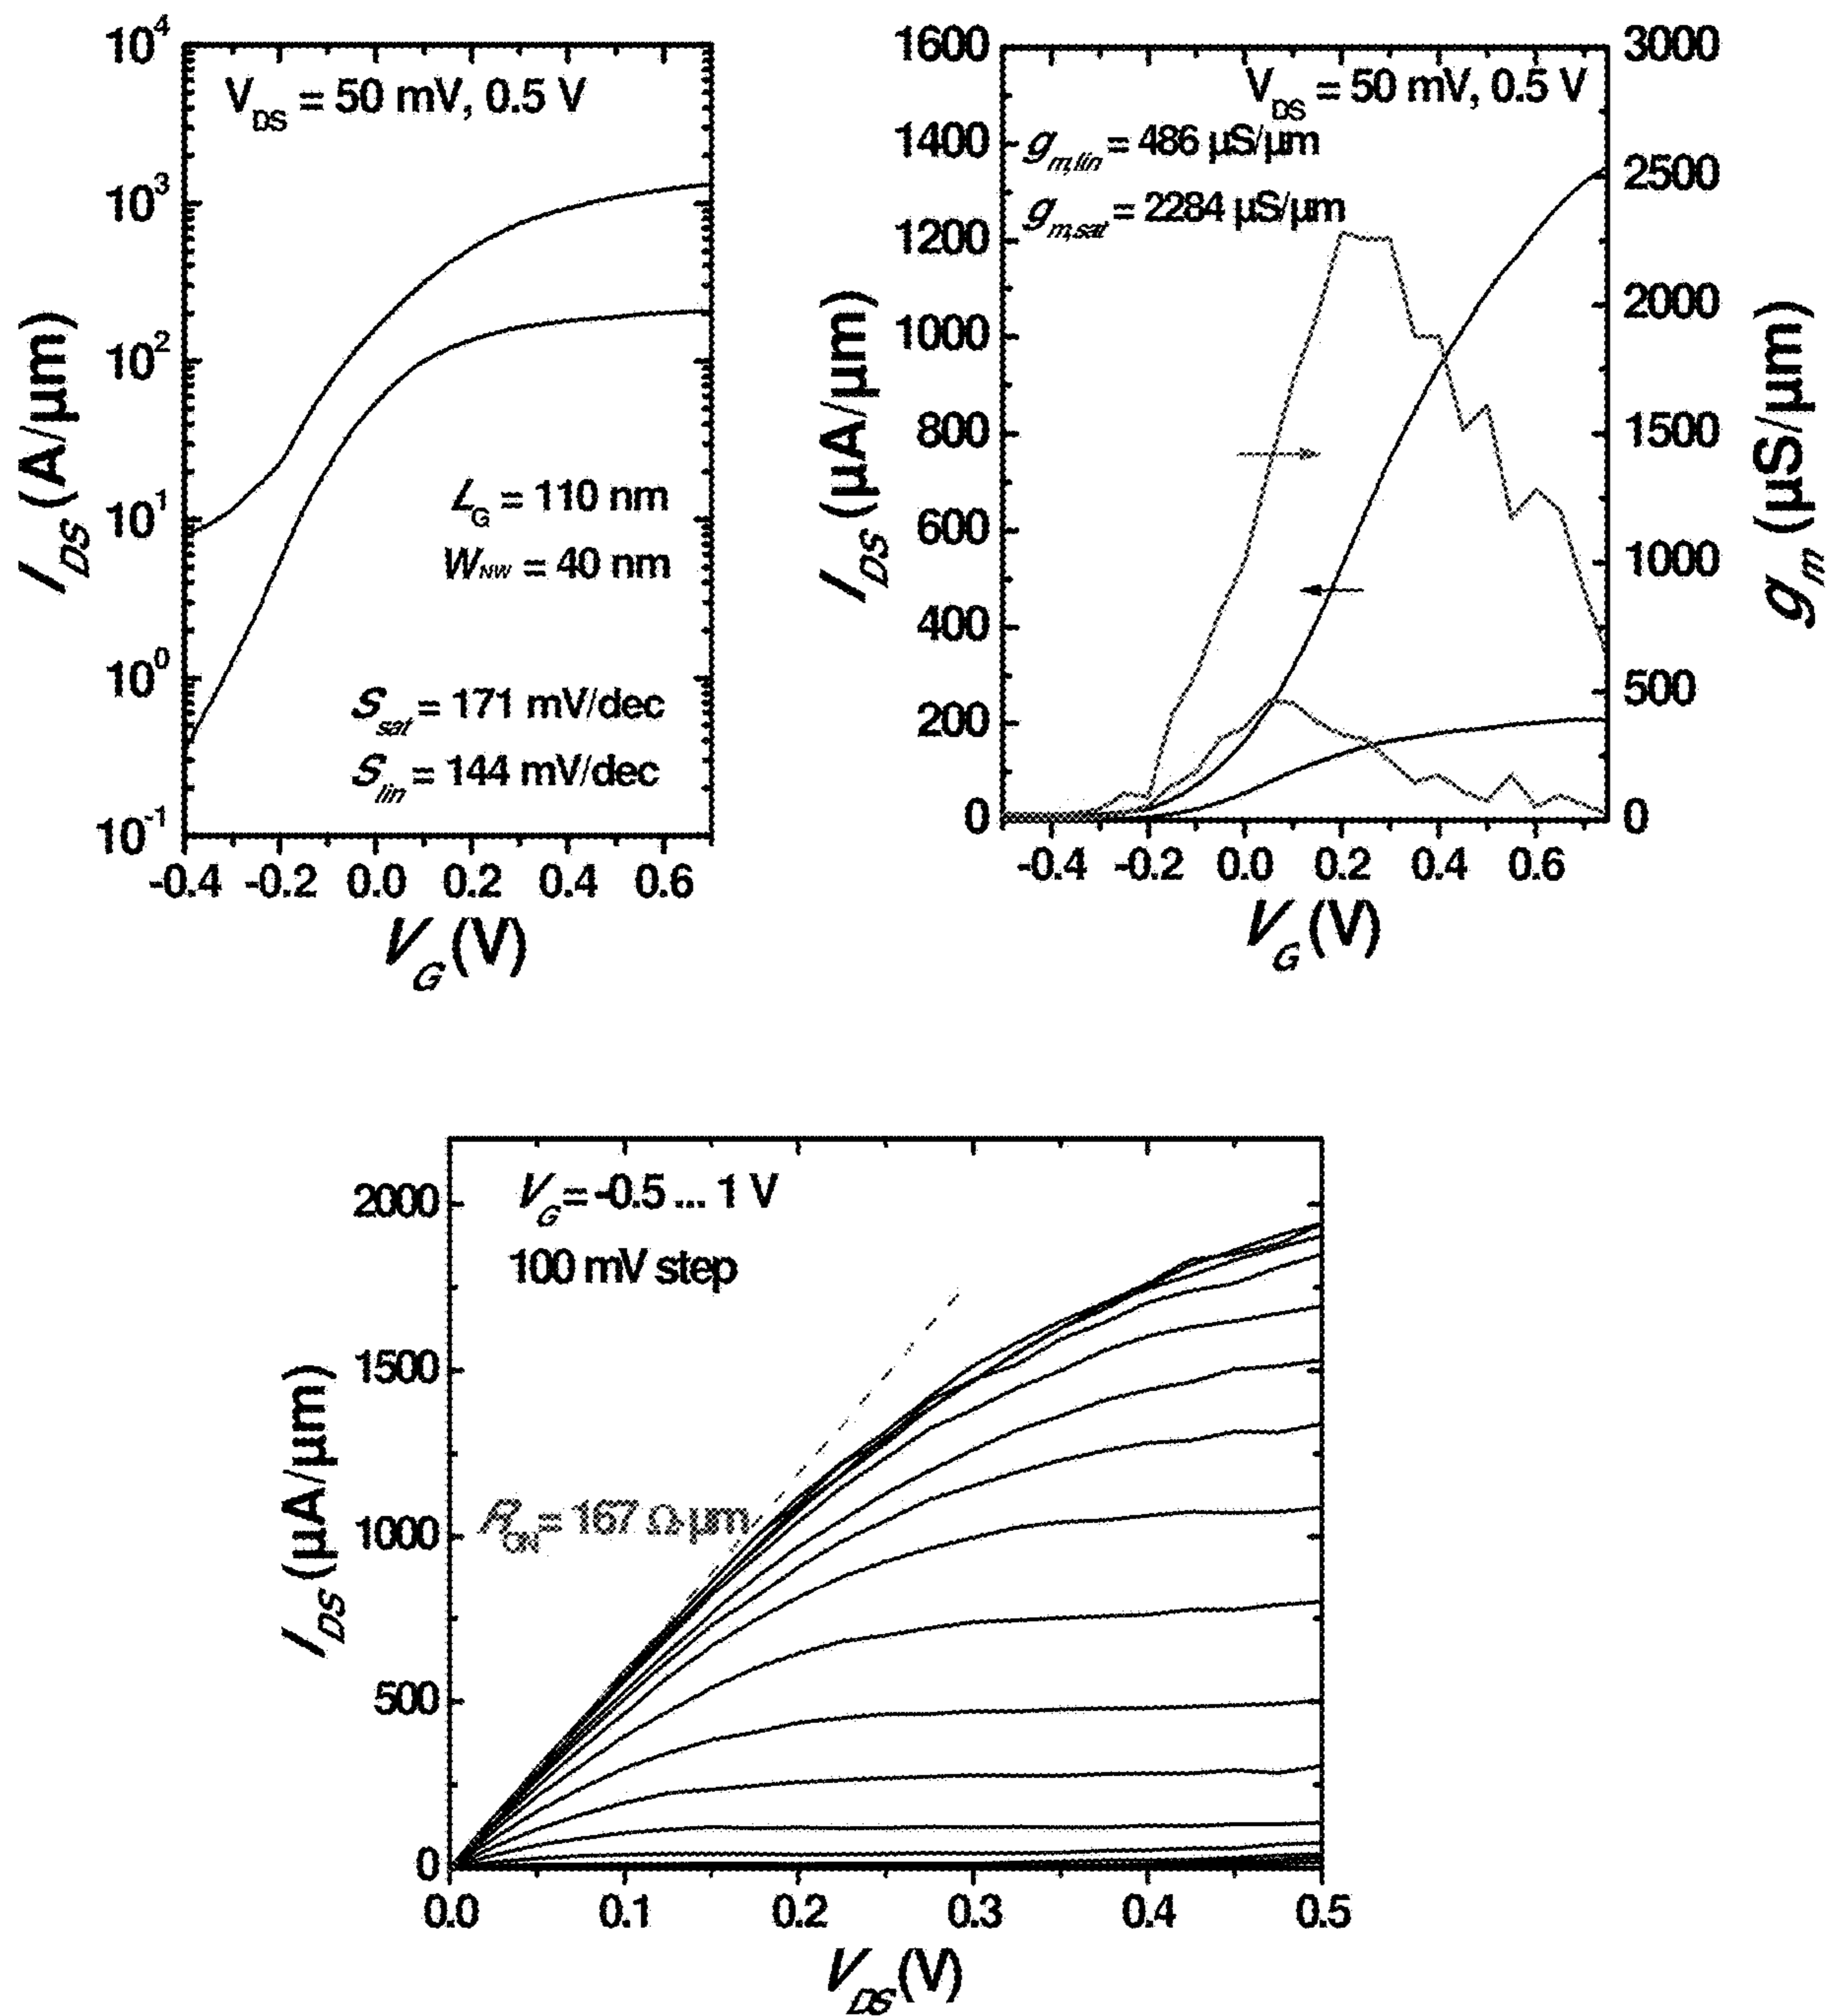 10⁴
10³
10²
10¹
10⁰
10⁻¹
I_DS (A/μm)
V_DS = 50 mV, 0.5 V
L_G = 110 nm
W_NW = 40 nm
S_sat = 171 mV/dec
S_lin = 144 mV/dec
-0.4 -0.2 0.0 0.2 0.4 0.6
V_G (V)
1600
1400
1200
1000
800
600
400
200
0
I_DS (μA/μm)
V_DS = 50 mV, 0.5 V
g_m,lin = 486 μS/μm
g_m,sat = 2284 μS/μm
3000
2500
2000
1500
1000
500
0
g_m (μS/μm)
-0.4 -0.2 0.0 0.2 0.4 0.6
V_G (V)
2000
1500
1000
500
0
I_DS (μA/μm)
V_G = -0.5 ... 1 V
100 mV step
R_ON = 167 Ω·μm
0.0 0.1 0.2 0.3 0.4 0.5
V_DS (V)